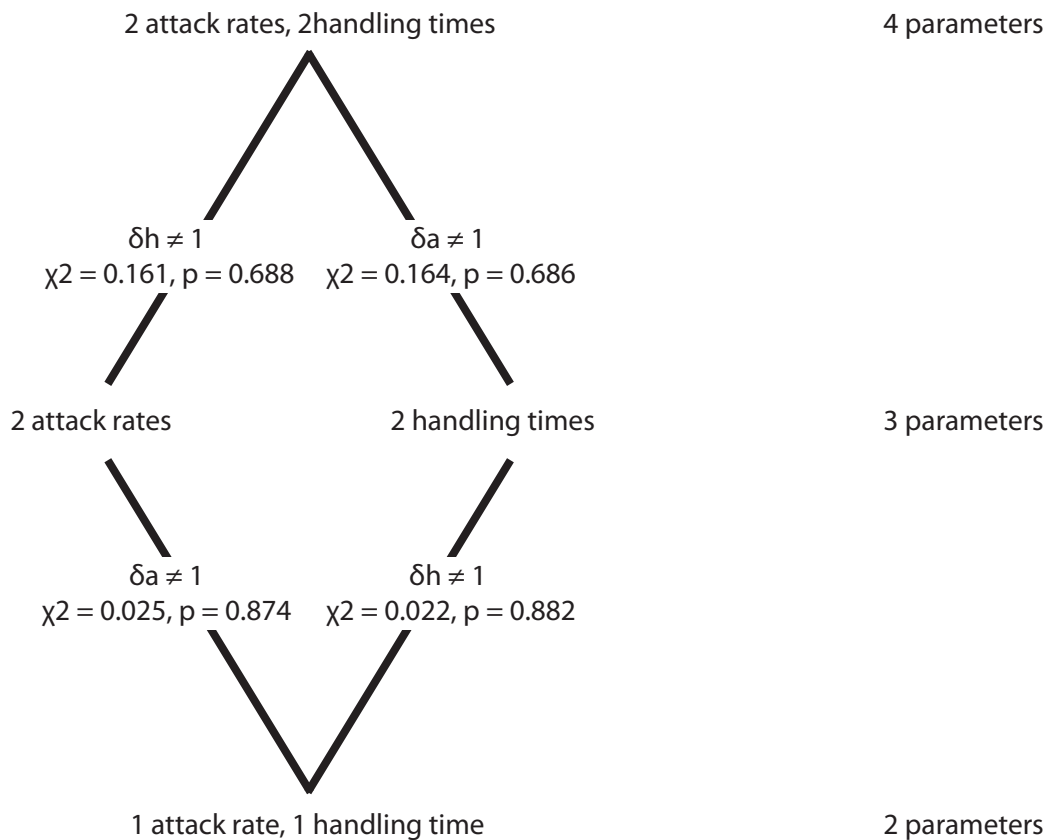 2 attack rates, 2handling times 4 parameters
δh ≠ 1 δa ≠ 1
χ2 = 0.161, p = 0.688 χ2 = 0.164, p = 0.686
2 attack rates 2 handling times 3 parameters
δa ≠ 1 δh ≠ 1
χ2 = 0.025, p = 0.874 χ2 = 0.022, p = 0.882
1 attack rate, 1 handling time 2 parameters